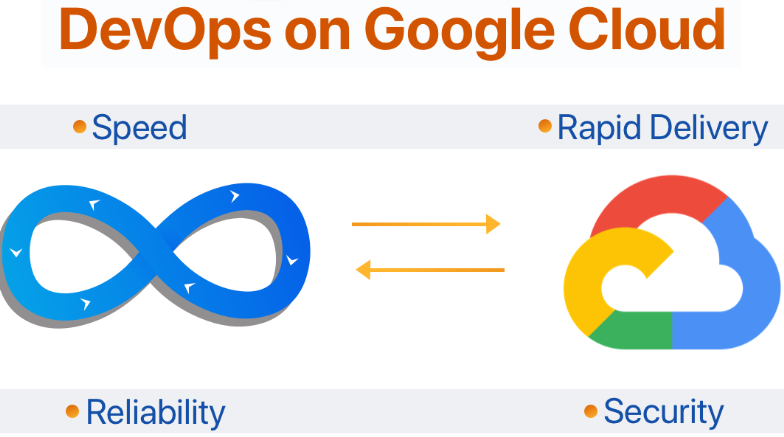 DevOps on Google Cloud
Speed
Rapid Delivery
Reliability
Security